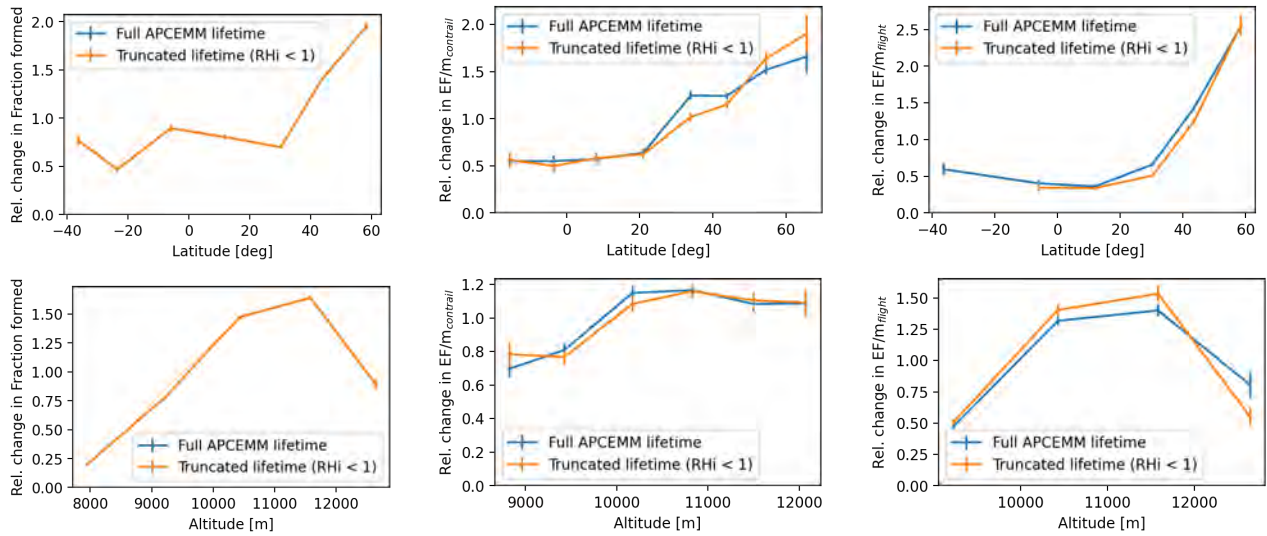 Rel. change in Fraction formed
2.0
1.5
1.0
0.5
0.0
Full APCEMM lifetime
Truncated lifetime (RHi < 1)
−40 −20 0 20 40 60
Latitude [deg]
Rel. change in EF/m_contrail
2.0
1.5
1.0
0.5
0.0
Full APCEMM lifetime
Truncated lifetime (RHi < 1)
0 20 40 60
Latitude [deg]
Rel. change in EF/m_flight
2.5
2.0
1.5
1.0
0.5
0.0
Full APCEMM lifetime
Truncated lifetime (RHi < 1)
−40 −20 0 20 40 60
Latitude [deg]
Rel. change in Fraction formed
1.50
1.25
1.00
0.75
0.50
0.25
0.00
Full APCEMM lifetime
Truncated lifetime (RHi < 1)
8000 9000 10000 11000 12000
Altitude [m]
Rel. change in EF/m_contrail
1.2
1.0
0.8
0.6
0.4
0.2
0.0
Full APCEMM lifetime
Truncated lifetime (RHi < 1)
9000 10000 11000 12000
Altitude [m]
Rel. change in EF/m_flight
1.50
1.25
1.00
0.75
0.50
0.25
0.00
Full APCEMM lifetime
Truncated lifetime (RHi < 1)
10000 11000 12000
Altitude [m]